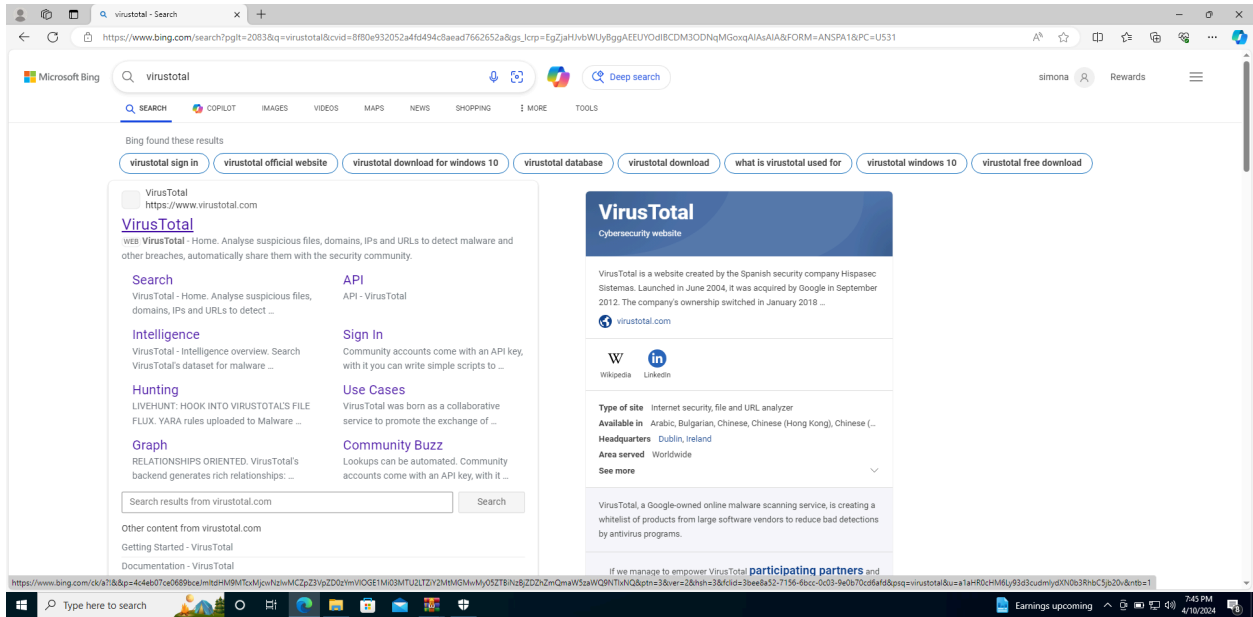 virustotal - Search
https://www.bing.com/search?pglt=2083&q=virustotal&cvid=8f80e932052a4fd494c8aead7662652a&gs_lcrp=EgZjaHJvbWUyBggAEEUYOdIBCDM3ODNqMGoxqAIAsAIA&FORM=ANSPA1&PC=U531
Microsoft Bing
virustotal
Deep search
simona
Rewards
SEARCH COPILOT IMAGES VIDEOS MAPS NEWS SHOPPING MORE TOOLS
Bing found these results
virustotal sign in virustotal official website virustotal download for windows 10 virustotal database virustotal download what is virustotal used for virustotal windows 10 virustotal free download
VirusTotal
https://www.virustotal.com
VirusTotal
WEB VirusTotal - Home. Analyse suspicious files, domains, IPs and URLs to detect malware and
other breaches, automatically share them with the security community.
Search
VirusTotal - Home. Analyse suspicious files,
domains, IPs and URLs to detect ...
API
API - VirusTotal
Intelligence
VirusTotal - Intelligence overview. Search
VirusTotal's dataset for malware ...
Sign In
Community accounts come with an API key,
with it you can write simple scripts to ...
Hunting
LIVEHUNT: HOOK INTO VIRUSTOTAL'S FILE
FLUX. YARA rules uploaded to Malware ...
Use Cases
VirusTotal was born as a collaborative
service to promote the exchange of ...
Graph
RELATIONSHIPS ORIENTED. VirusTotal's
backend generates rich relationships: ...
Community Buzz
Lookups can be automated. Community
accounts come with an API key, with it ...
Search results from virustotal.com
Search
Other content from virustotal.com
Getting Started - VirusTotal
Documentation - VirusTotal
VirusTotal
Cybersecurity website
VirusTotal is a website created by the Spanish security company Hispasec
Sistemas. Launched in June 2004, it was acquired by Google in September
2012. The company's ownership switched in January 2018 ...
virustotal.com
W in
Wikipedia LinkedIn
Type of site Internet security, file and URL analyzer
Available in Arabic, Bulgarian, Chinese, Chinese (Hong Kong), Chinese (...
Headquarters Dublin, Ireland
Area served Worldwide
See more
VirusTotal, a Google-owned online malware scanning service, is creating a
whitelist of products from large software vendors to reduce bad detections
by antivirus programs.
If we manage to empower VirusTotal participating partners and
Type here to search
Earnings upcoming
7:45 PM
4/10/2024